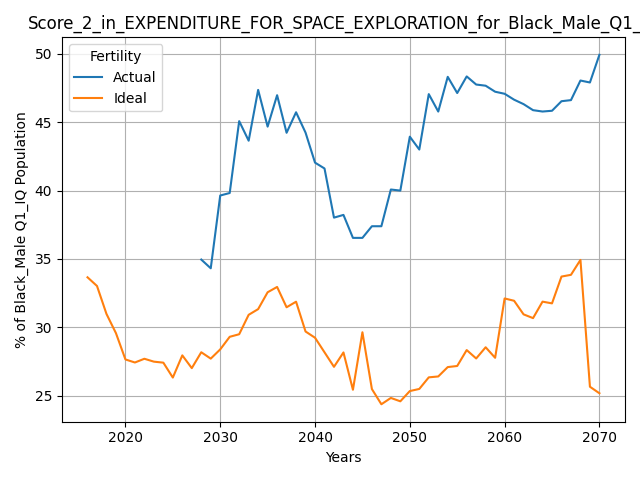 Score_2_in_EXPENDITURE_FOR_SPACE_EXPLORATION_for_Black_Male_Q1_
Fertility
Actual
Ideal
% of Black_Male Q1_IQ Population
50
45
40
35
30
25
2020 2030 2040 2050 2060 2070
Years